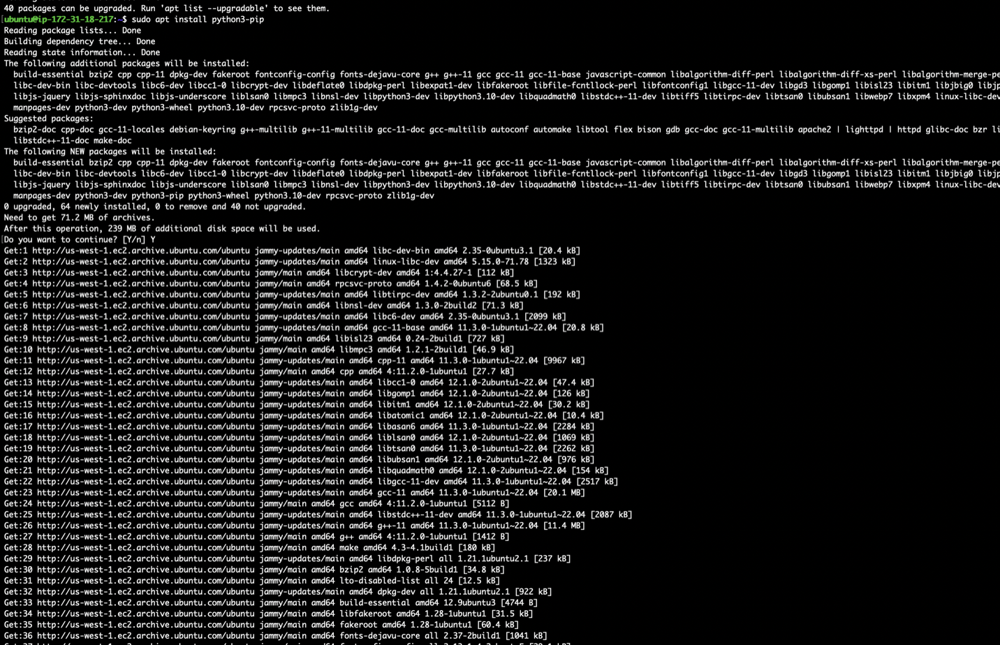 40 packages can be upgraded. Run 'apt list --upgradable' to see them.
[ubuntu@ip-172-31-18-217:~$ sudo apt install python3-pip
Reading package lists... Done
Building dependency tree... Done
Reading state information... Done
The following additional packages will be installed:
build-essential bzip2 cpp cpp-11 dpkg-dev fakeroot fontconfig-config fonts-dejavu-core g++ g++-11 gcc gcc-11 gcc-11-base javascript-common libalgorithm-diff-perl libalgorithm-diff-xs-perl libalgorithm-merge-pe
libc-dev-bin libc-devtools libc6-dev libcc1-0 libcrypt-dev libdeflate0 libdpkg-perl libexpat1-dev libfakeroot libfile-fcntllock-perl libfontconfig1 libgcc-11-dev libgd3 libgomp1 libisl23 libitm1 libjbig0 libjp
libjs-jquery libjs-sphinxdoc libjs-underscore liblsan0 libmpc3 libnsl-dev libpython3-dev libpython3.10-dev libquadmath0 libstdc++-11-dev libtiff5 libtirpc-dev libtsan0 libubsan1 libwebp7 libxpm4 linux-libc-dev
manpages-dev python3-dev python3-wheel python3.10-dev rpcsvc-proto zlib1g-dev
Suggested packages:
bzip2-doc cpp-doc gcc-11-locales debian-keyring g++-multilib g++-11-multilib gcc-11-doc gcc-multilib autoconf automake libtool flex bison gdb gcc-doc gcc-11-multilib apache2 | lighttpd | httpd glibc-doc bzr li
libstdc++-11-doc make-doc
The following NEW packages will be installed:
build-essential bzip2 cpp cpp-11 dpkg-dev fakeroot fontconfig-config fonts-dejavu-core g++ g++-11 gcc gcc-11 gcc-11-base javascript-common libalgorithm-diff-perl libalgorithm-diff-xs-perl libalgorithm-merge-pe
libc-dev-bin libc-devtools libc6-dev libcc1-0 libcrypt-dev libdeflate0 libdpkg-perl libexpat1-dev libfakeroot libfile-fcntllock-perl libfontconfig1 libgcc-11-dev libgd3 libgomp1 libisl23 libitm1 libjbig0 libjp
libjs-jquery libjs-sphinxdoc libjs-underscore liblsan0 libmpc3 libnsl-dev libpython3-dev libpython3.10-dev libquadmath0 libstdc++-11-dev libtiff5 libtirpc-dev libtsan0 libubsan1 libwebp7 libxpm4 linux-libc-dev
manpages-dev python3-dev python3-pip python3-wheel python3.10-dev rpcsvc-proto zlib1g-dev
0 upgraded, 64 newly installed, 0 to remove and 40 not upgraded.
Need to get 71.2 MB of archives.
After this operation, 239 MB of additional disk space will be used.
[Do you want to continue? [Y/n] Y
Get:1 http://us-west-1.ec2.archive.ubuntu.com/ubuntu jammy-updates/main amd64 libc-dev-bin amd64 2.35-0ubuntu3.1 [20.4 kB]
Get:2 http://us-west-1.ec2.archive.ubuntu.com/ubuntu jammy-updates/main amd64 linux-libc-dev amd64 5.15.0-71.78 [1323 kB]
Get:3 http://us-west-1.ec2.archive.ubuntu.com/ubuntu jammy/main amd64 libcrypt-dev amd64 1:4.4.27-1 [112 kB]
Get:4 http://us-west-1.ec2.archive.ubuntu.com/ubuntu jammy/main amd64 rpcsvc-proto amd64 1.4.2-0ubuntu6 [68.5 kB]
Get:5 http://us-west-1.ec2.archive.ubuntu.com/ubuntu jammy-updates/main amd64 libtirpc-dev amd64 1.3.2-2ubuntu0.1 [192 kB]
Get:6 http://us-west-1.ec2.archive.ubuntu.com/ubuntu jammy/main amd64 libnsl-dev amd64 1.3.0-2build2 [71.3 kB]
Get:7 http://us-west-1.ec2.archive.ubuntu.com/ubuntu jammy-updates/main amd64 libc6-dev amd64 2.35-0ubuntu3.1 [2099 kB]
Get:8 http://us-west-1.ec2.archive.ubuntu.com/ubuntu jammy-updates/main amd64 gcc-11-base amd64 11.3.0-1ubuntu1~22.04 [20.8 kB]
Get:9 http://us-west-1.ec2.archive.ubuntu.com/ubuntu jammy/main amd64 libisl23 amd64 0.24-2build1 [727 kB]
Get:10 http://us-west-1.ec2.archive.ubuntu.com/ubuntu jammy/main amd64 libmpc3 amd64 1.2.1-2build1 [46.9 kB]
Get:11 http://us-west-1.ec2.archive.ubuntu.com/ubuntu jammy-updates/main amd64 cpp-11 amd64 11.3.0-1ubuntu1~22.04 [9967 kB]
Get:12 http://us-west-1.ec2.archive.ubuntu.com/ubuntu jammy/main amd64 cpp amd64 4:11.2.0-1ubuntu1 [27.7 kB]
Get:13 http://us-west-1.ec2.archive.ubuntu.com/ubuntu jammy-updates/main amd64 libcc1-0 amd64 12.1.0-2ubuntu1~22.04 [47.4 kB]
Get:14 http://us-west-1.ec2.archive.ubuntu.com/ubuntu jammy-updates/main amd64 libgomp1 amd64 12.1.0-2ubuntu1~22.04 [126 kB]
Get:15 http://us-west-1.ec2.archive.ubuntu.com/ubuntu jammy-updates/main amd64 libitm1 amd64 12.1.0-2ubuntu1~22.04 [30.2 kB]
Get:16 http://us-west-1.ec2.archive.ubuntu.com/ubuntu jammy-updates/main amd64 libatomic1 amd64 12.1.0-2ubuntu1~22.04 [10.4 kB]
Get:17 http://us-west-1.ec2.archive.ubuntu.com/ubuntu jammy-updates/main amd64 libasan6 amd64 11.3.0-1ubuntu1~22.04 [2284 kB]
Get:18 http://us-west-1.ec2.archive.ubuntu.com/ubuntu jammy-updates/main amd64 liblsan0 amd64 12.1.0-2ubuntu1~22.04 [1069 kB]
Get:19 http://us-west-1.ec2.archive.ubuntu.com/ubuntu jammy-updates/main amd64 libtsan0 amd64 11.3.0-1ubuntu1~22.04 [2262 kB]
Get:20 http://us-west-1.ec2.archive.ubuntu.com/ubuntu jammy-updates/main amd64 libubsan1 amd64 12.1.0-2ubuntu1~22.04 [976 kB]
Get:21 http://us-west-1.ec2.archive.ubuntu.com/ubuntu jammy-updates/main amd64 libquadmath0 amd64 12.1.0-2ubuntu1~22.04 [154 kB]
Get:22 http://us-west-1.ec2.archive.ubuntu.com/ubuntu jammy-updates/main amd64 libgcc-11-dev amd64 11.3.0-1ubuntu1~22.04 [2517 kB]
Get:23 http://us-west-1.ec2.archive.ubuntu.com/ubuntu jammy-updates/main amd64 gcc-11 amd64 11.3.0-1ubuntu1~22.04 [20.1 MB]
Get:24 http://us-west-1.ec2.archive.ubuntu.com/ubuntu jammy/main amd64 gcc amd64 4:11.2.0-1ubuntu1 [5112 B]
Get:25 http://us-west-1.ec2.archive.ubuntu.com/ubuntu jammy-updates/main amd64 libstdc++-11-dev amd64 11.3.0-1ubuntu1~22.04 [2087 kB]
Get:26 http://us-west-1.ec2.archive.ubuntu.com/ubuntu jammy-updates/main amd64 g++-11 amd64 11.3.0-1ubuntu1~22.04 [11.4 MB]
Get:27 http://us-west-1.ec2.archive.ubuntu.com/ubuntu jammy/main amd64 g++ amd64 4:11.2.0-1ubuntu1 [1412 B]
Get:28 http://us-west-1.ec2.archive.ubuntu.com/ubuntu jammy/main amd64 make amd64 4.3-4.1build1 [180 kB]
Get:29 http://us-west-1.ec2.archive.ubuntu.com/ubuntu jammy-updates/main amd64 libdpkg-perl all 1.21.1ubuntu2.1 [237 kB]
Get:30 http://us-west-1.ec2.archive.ubuntu.com/ubuntu jammy/main amd64 bzip2 amd64 1.0.8-5build1 [34.8 kB]
Get:31 http://us-west-1.ec2.archive.ubuntu.com/ubuntu jammy/main amd64 lto-disabled-list all 24 [12.5 kB]
Get:32 http://us-west-1.ec2.archive.ubuntu.com/ubuntu jammy-updates/main amd64 dpkg-dev all 1.21.1ubuntu2.1 [922 kB]
Get:33 http://us-west-1.ec2.archive.ubuntu.com/ubuntu jammy/main amd64 build-essential amd64 12.9ubuntu3 [4744 B]
Get:34 http://us-west-1.ec2.archive.ubuntu.com/ubuntu jammy/main amd64 libfakeroot amd64 1.28-1ubuntu1 [31.5 kB]
Get:35 http://us-west-1.ec2.archive.ubuntu.com/ubuntu jammy/main amd64 fakeroot amd64 1.28-1ubuntu1 [60.4 kB]
Get:36 http://us-west-1.ec2.archive.ubuntu.com/ubuntu jammy/main amd64 fonts-dejavu-core all 2.37-2build1 [1041 kB]